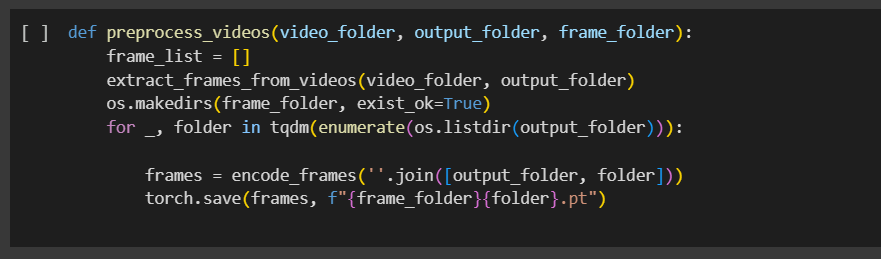 [ ] def preprocess_videos(video_folder, output_folder, frame_folder):
    frame_list = []
    extract_frames_from_videos(video_folder, output_folder)
    os.makedirs(frame_folder, exist_ok=True)
    for _, folder in tqdm(enumerate(os.listdir(output_folder))):
        frames = encode_frames(''.join([output_folder, folder]))
        torch.save(frames, f"{frame_folder}{folder}.pt")